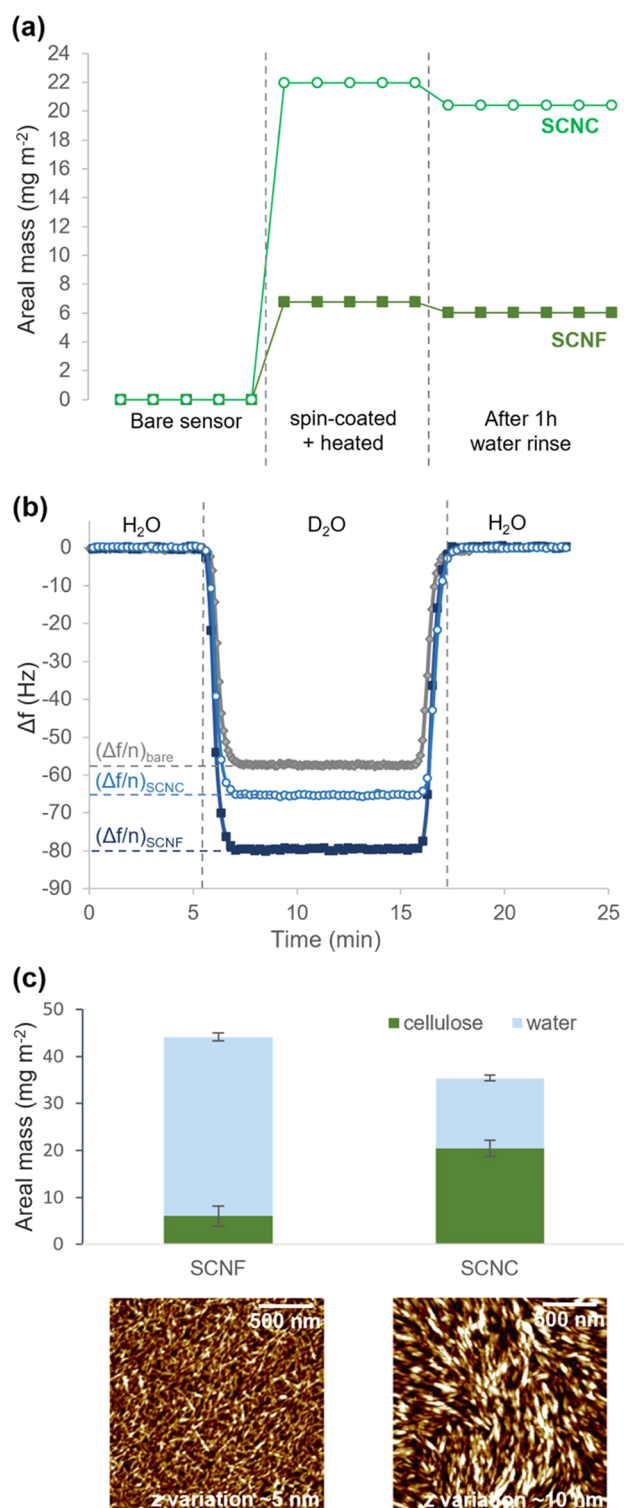 (a)
24
22
20
18
16
14
12
10
8
6
4
2
0
Areal mass (mg m⁻²)
SCNC
SCNF
Bare sensor
spin-coated
+ heated
After 1h
water rinse
(b)
H₂O
D₂O
H₂O
0
-10
-20
-30
-40
-50
-60
-70
-80
-90
Δf (Hz)
(Δf/n)bare
(Δf/n)SCNC
(Δf/n)SCNF
0
5
10
15
20
25
Time (min)
(c)
50
40
30
20
10
0
Areal mass (mg m⁻²)
cellulose
water
SCNF
SCNC
500 nm
z variation ~5 nm
500 nm
z variation ~10 nm